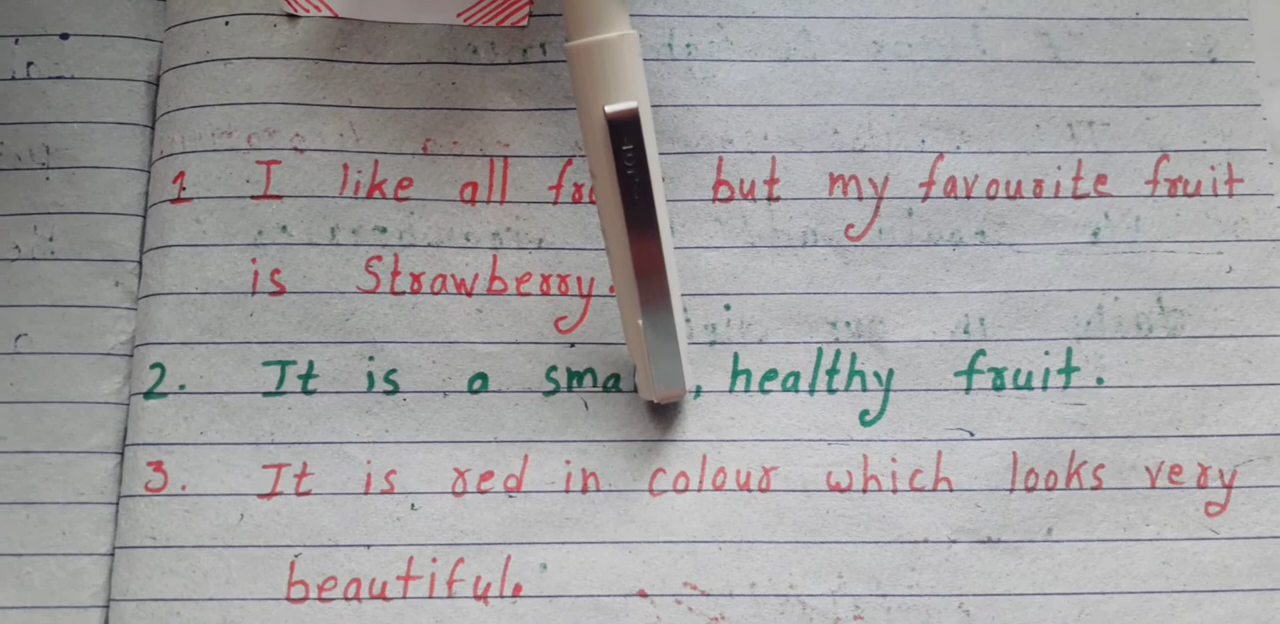 1 I like all but my favourite fruit
is Strawberry.
2. It is a , healthy fruit.
3. It is red in colour which looks very
beautiful.